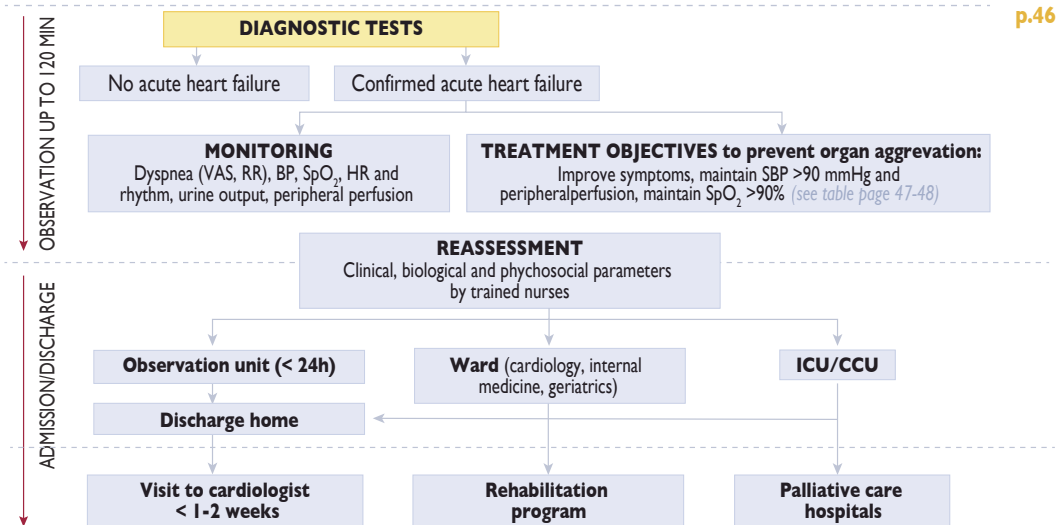 p.46
OBSERVATION UP TO 120 MIN
DIAGNOSTIC TESTS
No acute heart failure
Confirmed acute heart failure
MONITORING
Dyspnea (VAS, RR), BP, SpO₂, HR and
rhythm, urine output, peripheral perfusion
TREATMENT OBJECTIVES to prevent organ aggrevation:
Improve symptoms, maintain SBP >90 mmHg and
peripheralperfusion, maintain SpO₂ >90% (see table page 47-48)
ADMISSION/DISCHARGE
REASSESSMENT
Clinical, biological and phychosocial parameters
by trained nurses
Observation unit (< 24h)
Ward (cardiology, internal
medicine, geriatrics)
ICU/CCU
Discharge home
Visit to cardiologist
< 1-2 weeks
Rehabilitation
program
Palliative care
hospitals